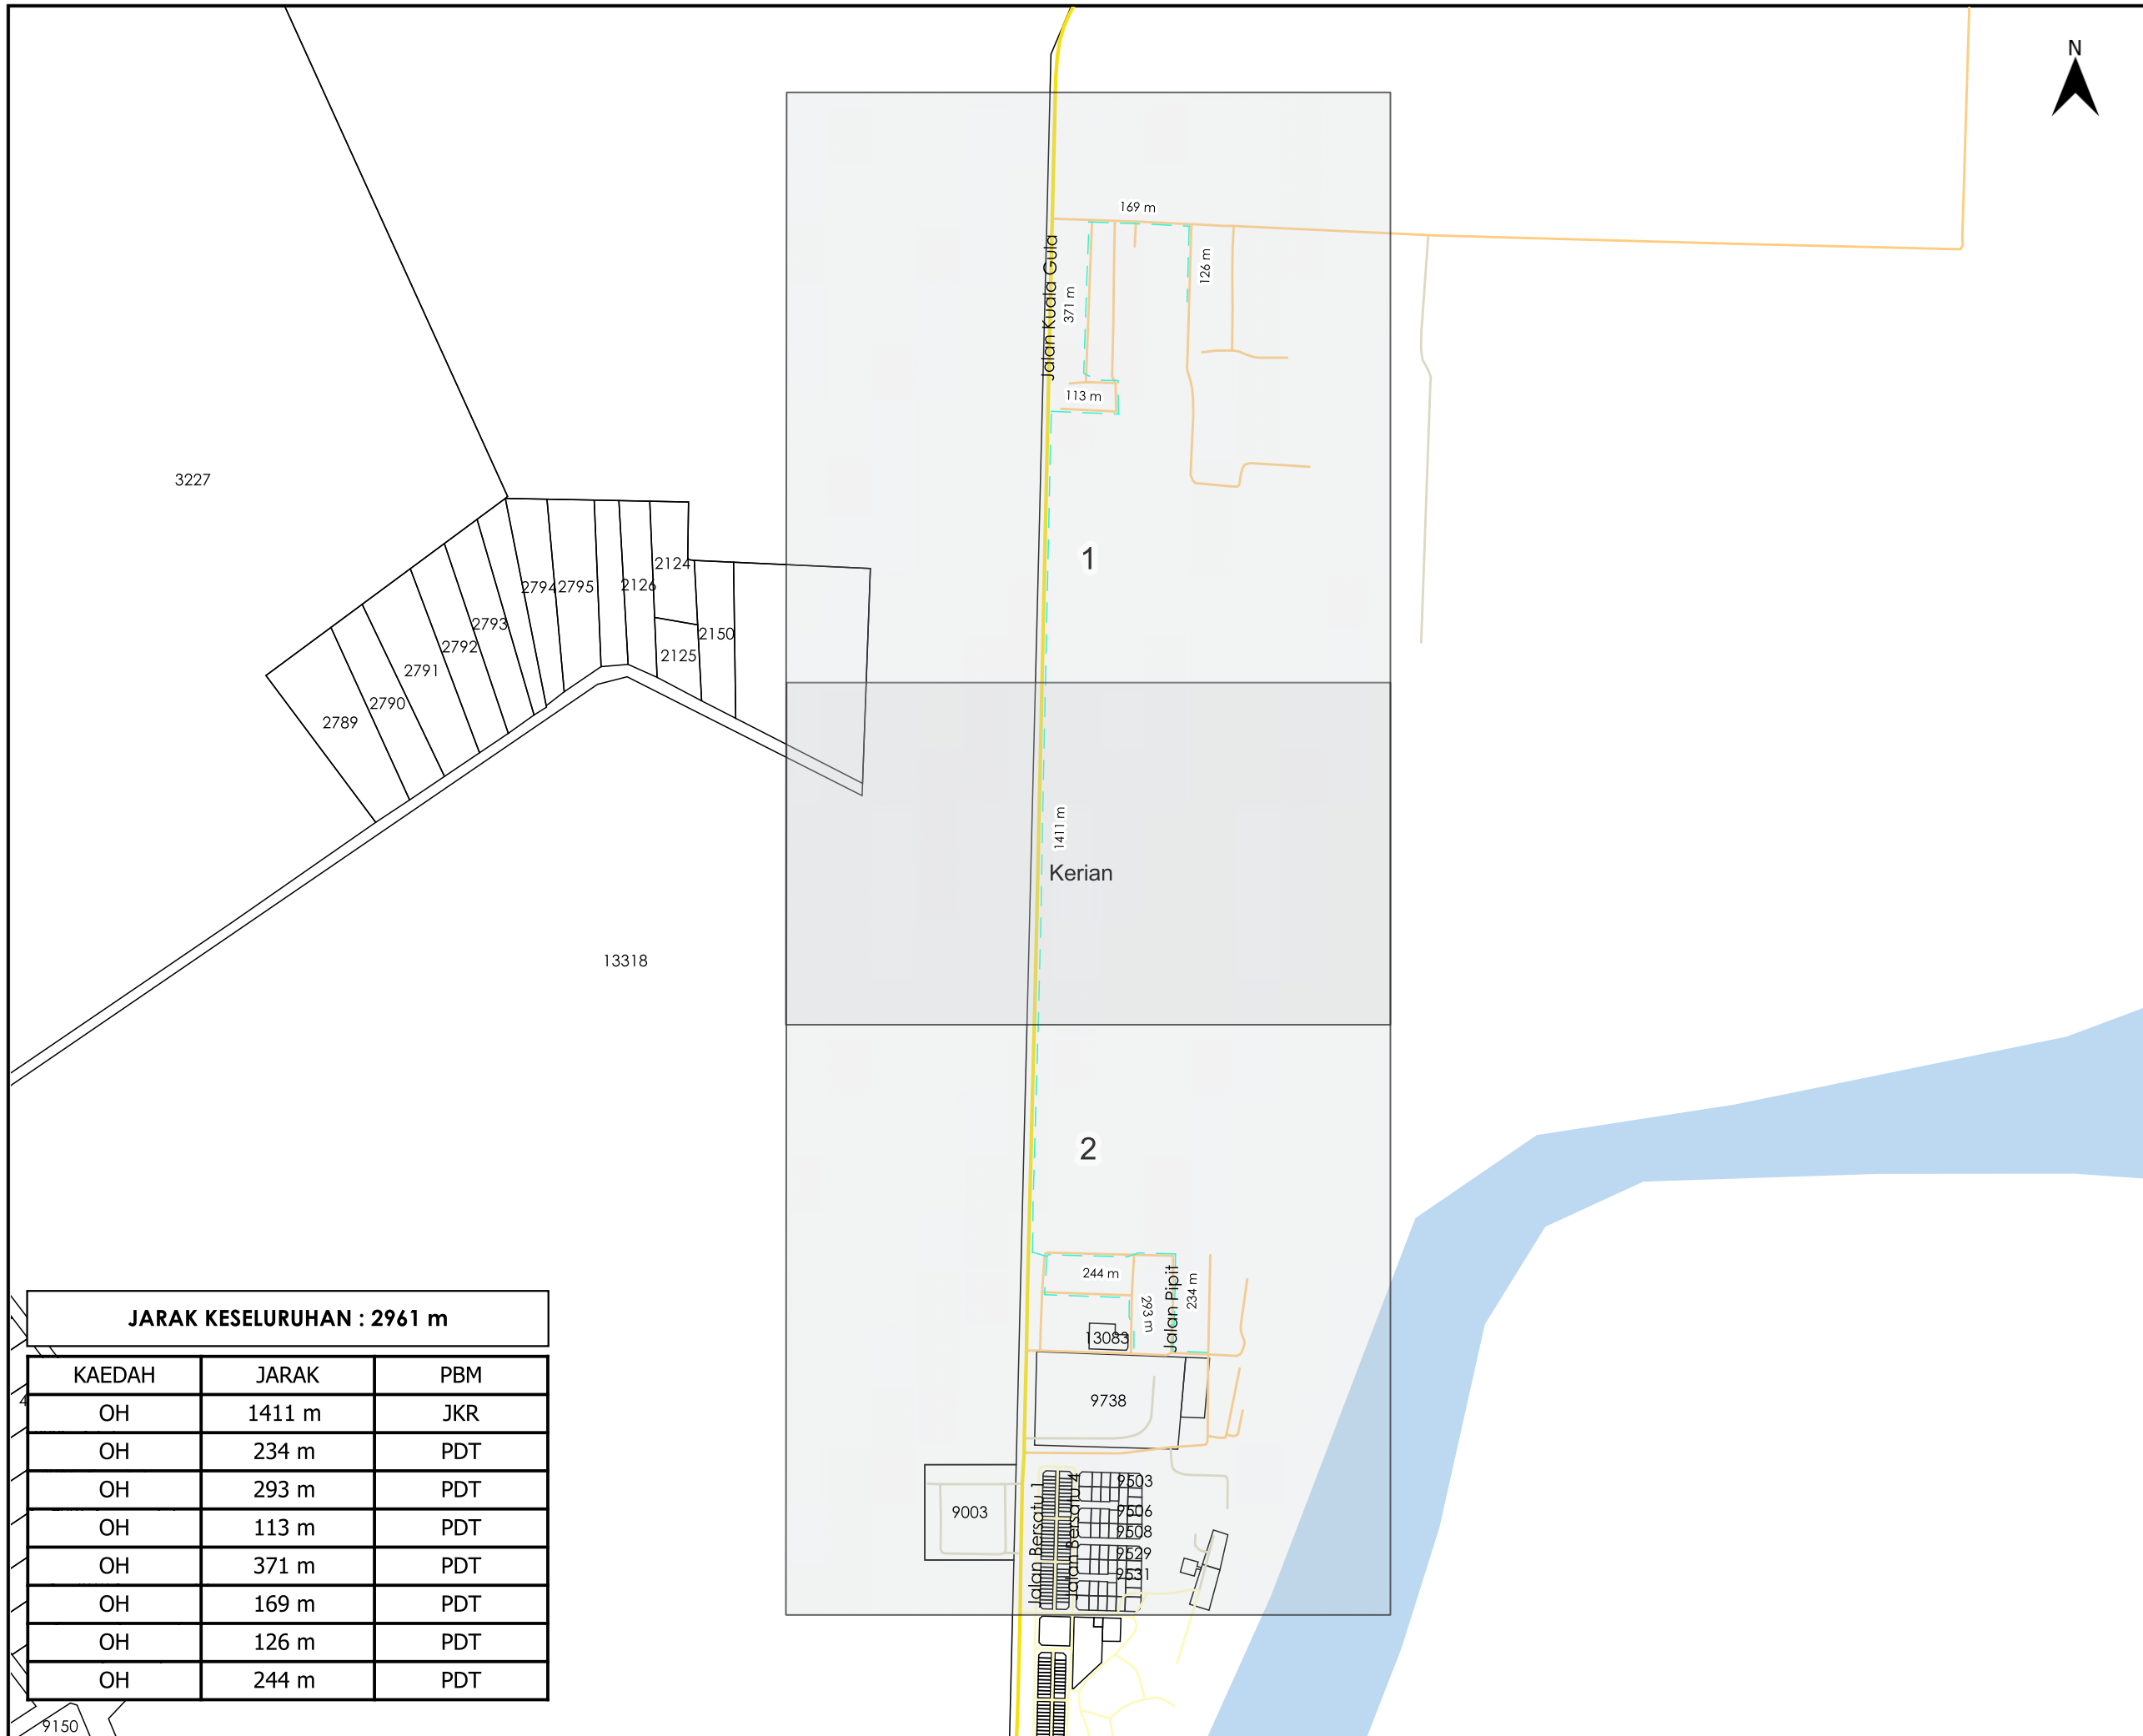 N
169 m
Jalan Kuala Gula
371 m
126 m
113 m
3227
1
2124
2794
2795
2126
2793
2150
2792
2125
2791
2790
2789
1411 m
Kerian
13318
2
244 m
293 m
Jalan Pipit
234 m
13083
9738
9003
Jalan Bersatu 1
Jalan Bersatu 4
9503
9506
9508
9529
9531
JARAK KESELURUHAN : 2961 m
KAEDAH JARAK PBM
OH 1411 m JKR
OH 234 m PDT
OH 293 m PDT
OH 113 m PDT
OH 371 m PDT
OH 169 m PDT
OH 126 m PDT
OH 244 m PDT
9150